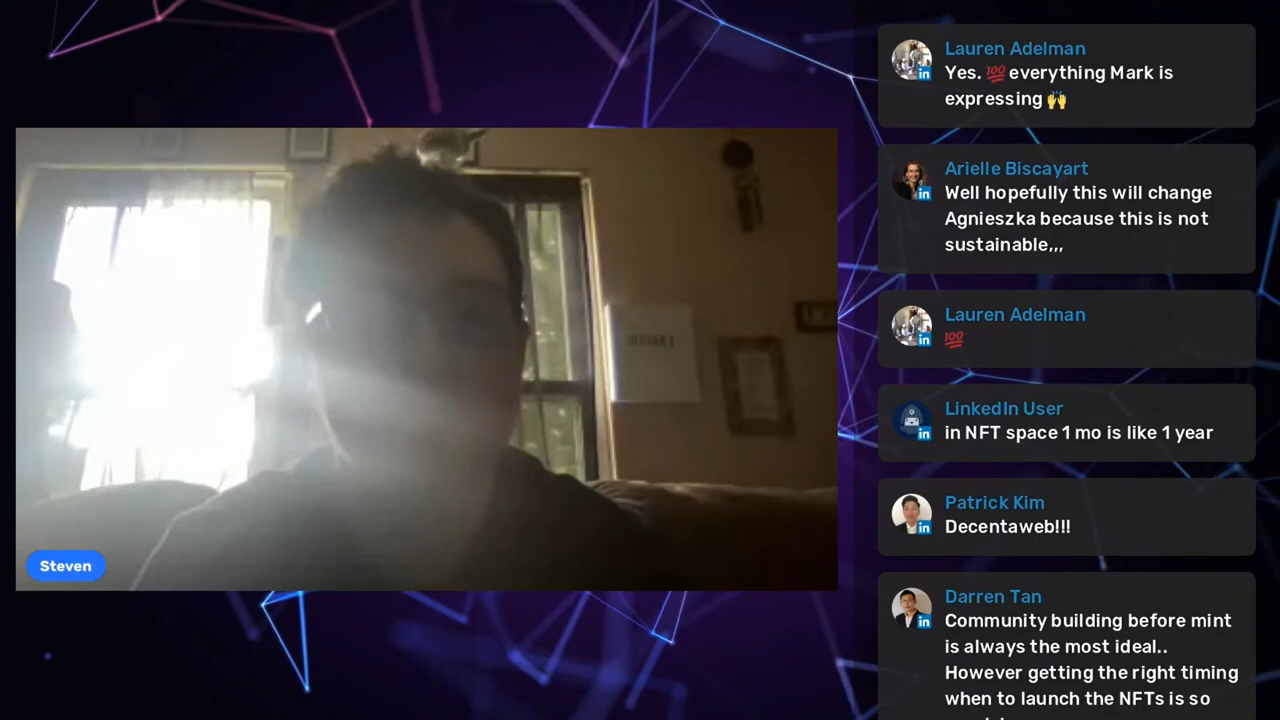 Lauren Adelman
Yes. 💯 everything Mark is
expressing 🙌
Arielle Biscayart
Well hopefully this will change
Agnieszka because this is not
sustainable,,,
Lauren Adelman
💯
LinkedIn User
in NFT space 1 mo is like 1 year
Patrick Kim
Decentaweb!!!
Darren Tan
Community building before mint
is always the most ideal..
However getting the right timing
when to launch the NFTs is so
Steven